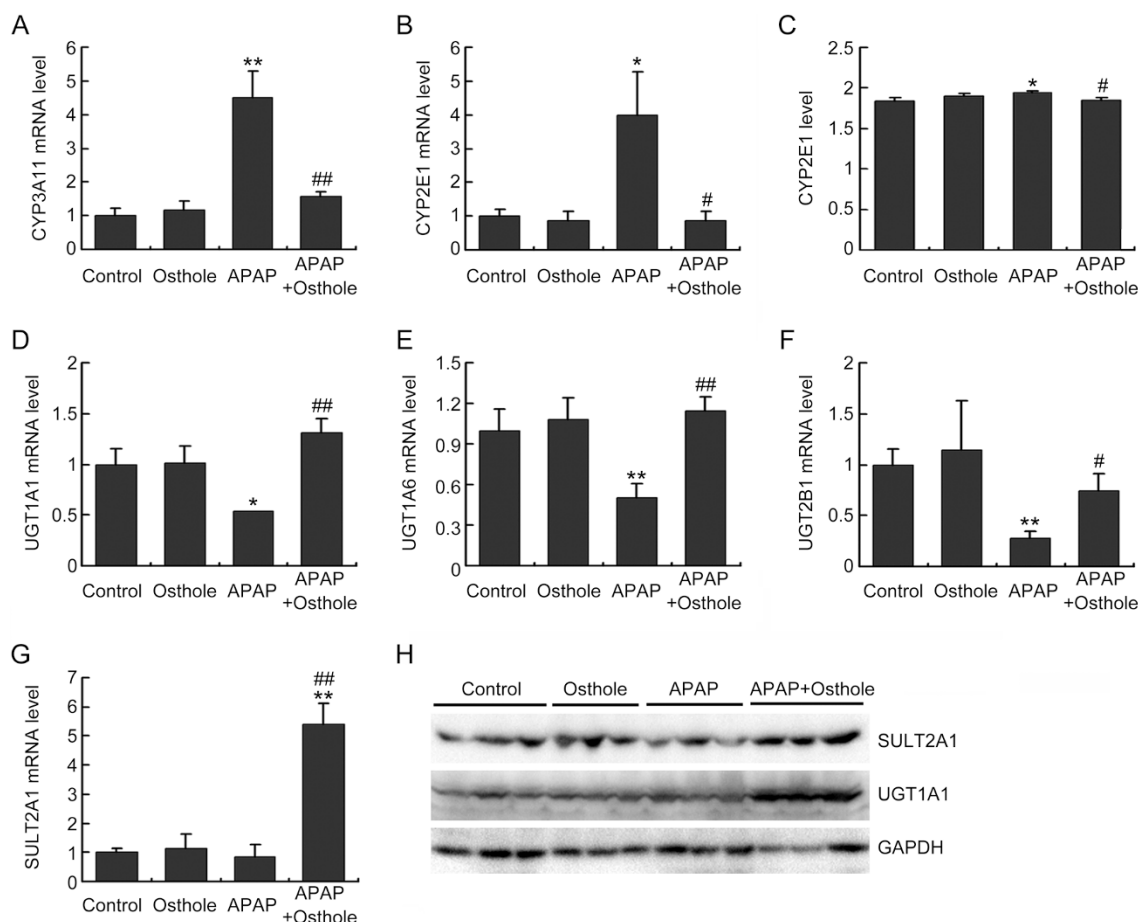 A
CYP3A11 mRNA level
6
5
4
3
2
1
0
**
##
Control Osthole APAP APAP
+Osthole
B
CYP2E1 mRNA level
6
5
4
3
2
1
0
*
#
Control Osthole APAP APAP
+Osthole
C
CYP2E1 level
2.5
2
1.5
1
0.5
0
*
#
Control Osthole APAP APAP
+Osthole
D
UGT1A1 mRNA level
2
1.5
1
0.5
0
*
##
Control Osthole APAP APAP
+Osthole
E
UGT1A6 mRNA level
1.5
1.2
0.9
0.6
0.3
0
**
##
Control Osthole APAP APAP
+Osthole
F
UGT2B1 mRNA level
2
1.5
1
0.5
0
**
#
Control Osthole APAP APAP
+Osthole
G
SULT2A1 mRNA level
7
6
5
4
3
2
1
0
##
**
Control Osthole APAP APAP
+Osthole
H
Control Osthole APAP APAP+Osthole
SULT2A1
UGT1A1
GAPDH